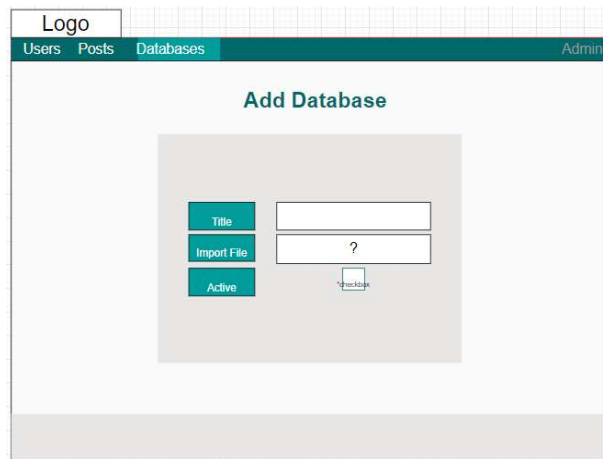 Logo
Users Posts Databases Admin
Add Database
Title
Import File ?
Active *checkbox